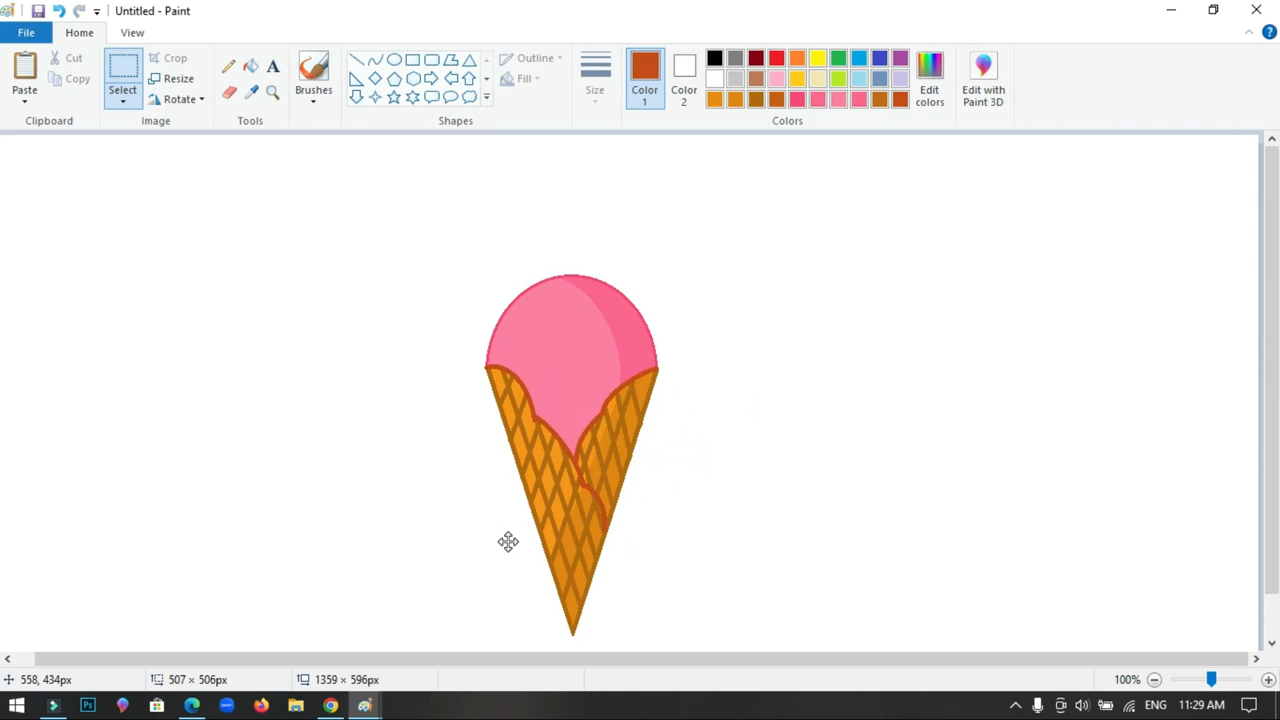 Untitled - Paint
File
Home
View
Paste
Cut
Copy
Clipboard
Select
Crop
Resize
Rotate
Image
Tools
Brushes
Outline
Fill
Shapes
Size
Color
1
Color
2
Colors
Edit
colors
Edit with
Paint 3D
558, 434px
507 × 506px
1359 × 596px
100%
Ps
ENG
11:29 AM